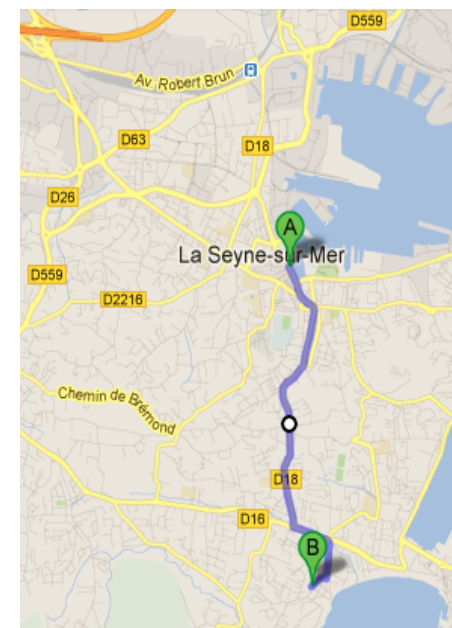 D559
Av. Robert Brun
D63
D18
D26
A
La Seyne-sur-Mer
D559
D2216
Chemin de Brémond
D18
D16
B